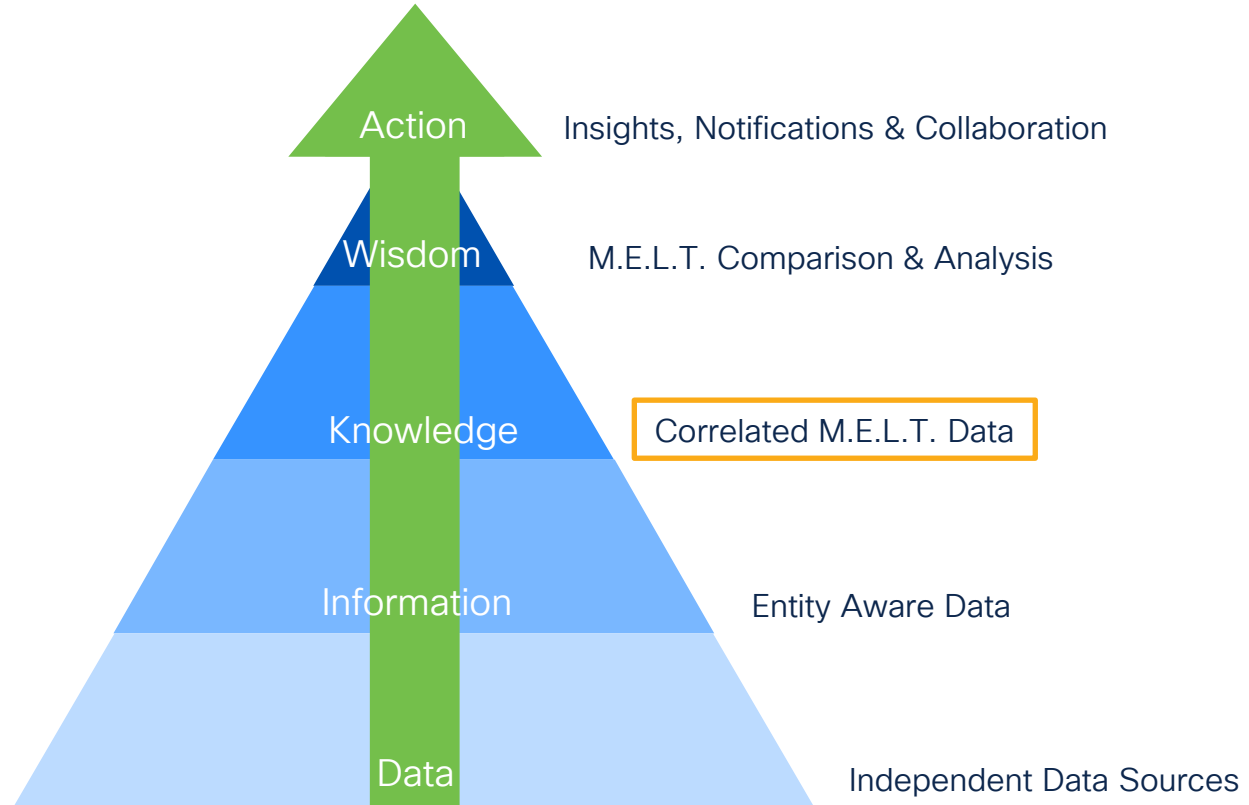 Action
Insights, Notifications & Collaboration
Wisdom
M.E.L.T. Comparison & Analysis
Knowledge
Correlated M.E.L.T. Data
Information
Entity Aware Data
Data
Independent Data Sources